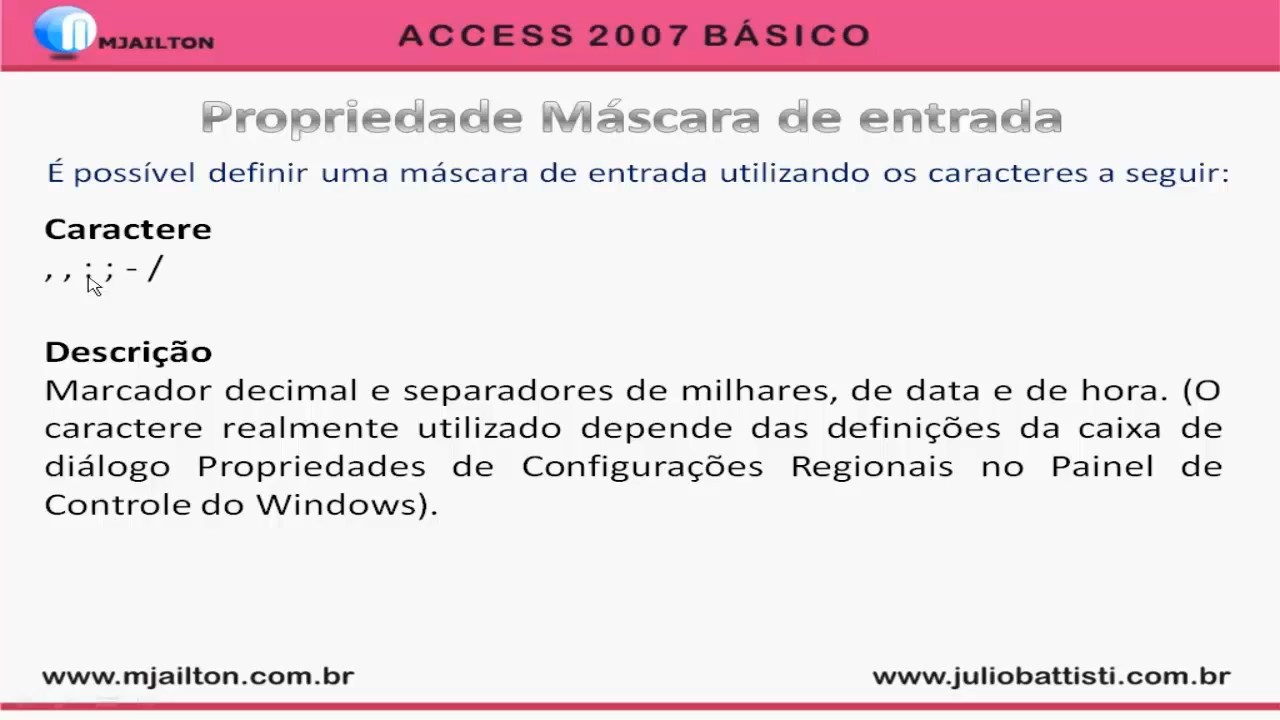 MJAILTON
ACCESS 2007 BÁSICO
Propriedade Máscara de entrada
É possível definir uma máscara de entrada utilizando os caracteres a seguir:
Caractere
, , : ; - /
Descrição
Marcador decimal e separadores de milhares, de data e de hora. (O
caractere realmente utilizado depende das definições da caixa de
diálogo Propriedades de Configurações Regionais no Painel de
Controle do Windows).
www.mjailton.com.br
www.juliobattisti.com.br